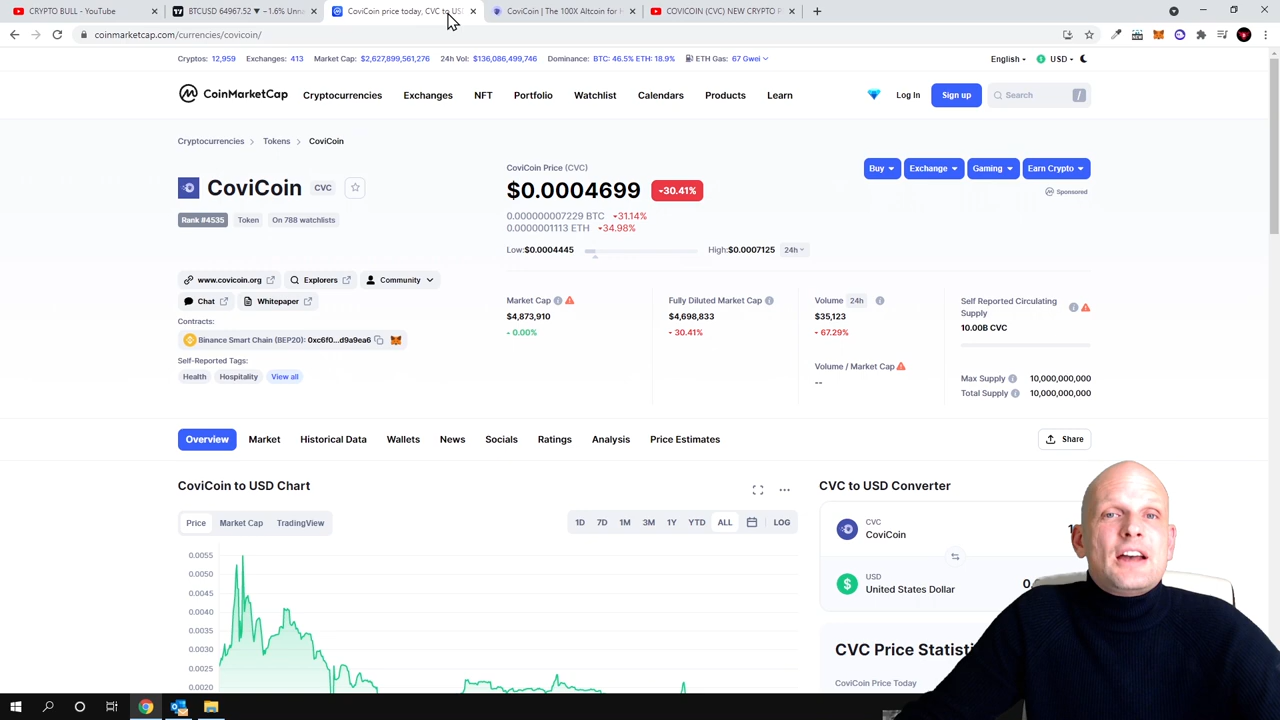 CRYPTO BULL - YouTube
BTCUSD 64967.52 ▼ −1.6% Unna
CoviCoin price today, CVC to US
CoviCoin | The 100X Altcoin for H
COVICOIN (CVC) NEW CRYPTO P
coinmarketcap.com/currencies/covicoin/
Cryptos: 12,959 Exchanges: 413 Market Cap: $2,627,899,561,276 24h Vol: $136,086,499,746 Dominance: BTC: 46.5% ETH: 18.9% ETH Gas: 67 Gwei
English USD
CoinMarketCap Cryptocurrencies Exchanges NFT Portfolio Watchlist Calendars Products Learn Log In Sign up Search /
Cryptocurrencies > Tokens > CoviCoin
CoviCoin CVC
Rank #4535 Token On 788 watchlists
www.covicoin.org Explorers Community
Chat Whitepaper
Contracts:
Binance Smart Chain (BEP20): 0xc6f0...d9a9ea6
Self-Reported Tags:
Health Hospitality View all
CoviCoin Price (CVC)
$0.0004699 30.41%
0.000000007229 BTC 31.14%
0.0000001113 ETH 34.98%
Low:$0.0004445 High:$0.0007125 24h
Buy Exchange Gaming Earn Crypto
Sponsored
Market Cap
$4,873,910
0.00%
Fully Diluted Market Cap
$4,698,833
30.41%
Volume 24h
$35,123
67.29%
Volume / Market Cap
--
Self Reported Circulating
Supply
10.00B CVC
Max Supply 10,000,000,000
Total Supply 10,000,000,000
Overview Market Historical Data Wallets News Socials Ratings Analysis Price Estimates Share
CoviCoin to USD Chart
Price Market Cap TradingView
1D 7D 1M 3M 1Y YTD ALL LOG
0.0055
0.0050
0.0045
0.0040
0.0035
0.0030
0.0025
0.0020
CVC to USD Converter
CVC
CoviCoin
USD
United States Dollar
CVC Price Statisti
CoviCoin Price Today